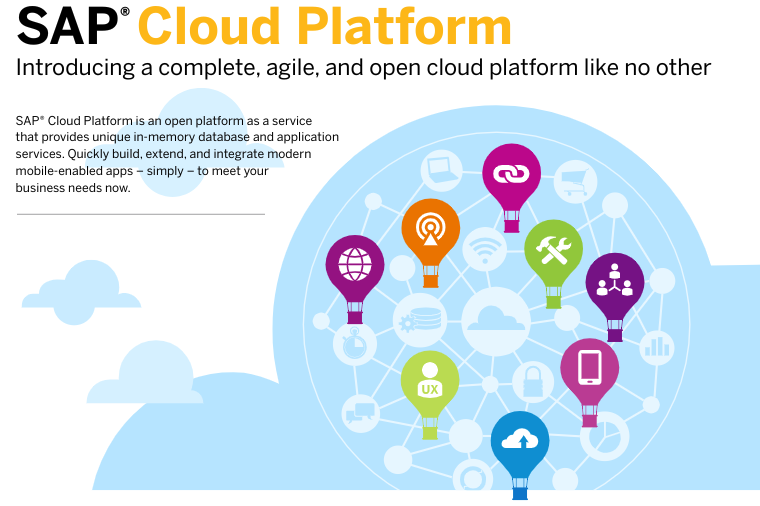 SAP® Cloud Platform
Introducing a complete, agile, and open cloud platform like no other
SAP® Cloud Platform is an open platform as a service
that provides unique in-memory database and application
services. Quickly build, extend, and integrate modern
mobile-enabled apps – simply – to meet your
business needs now.
UX